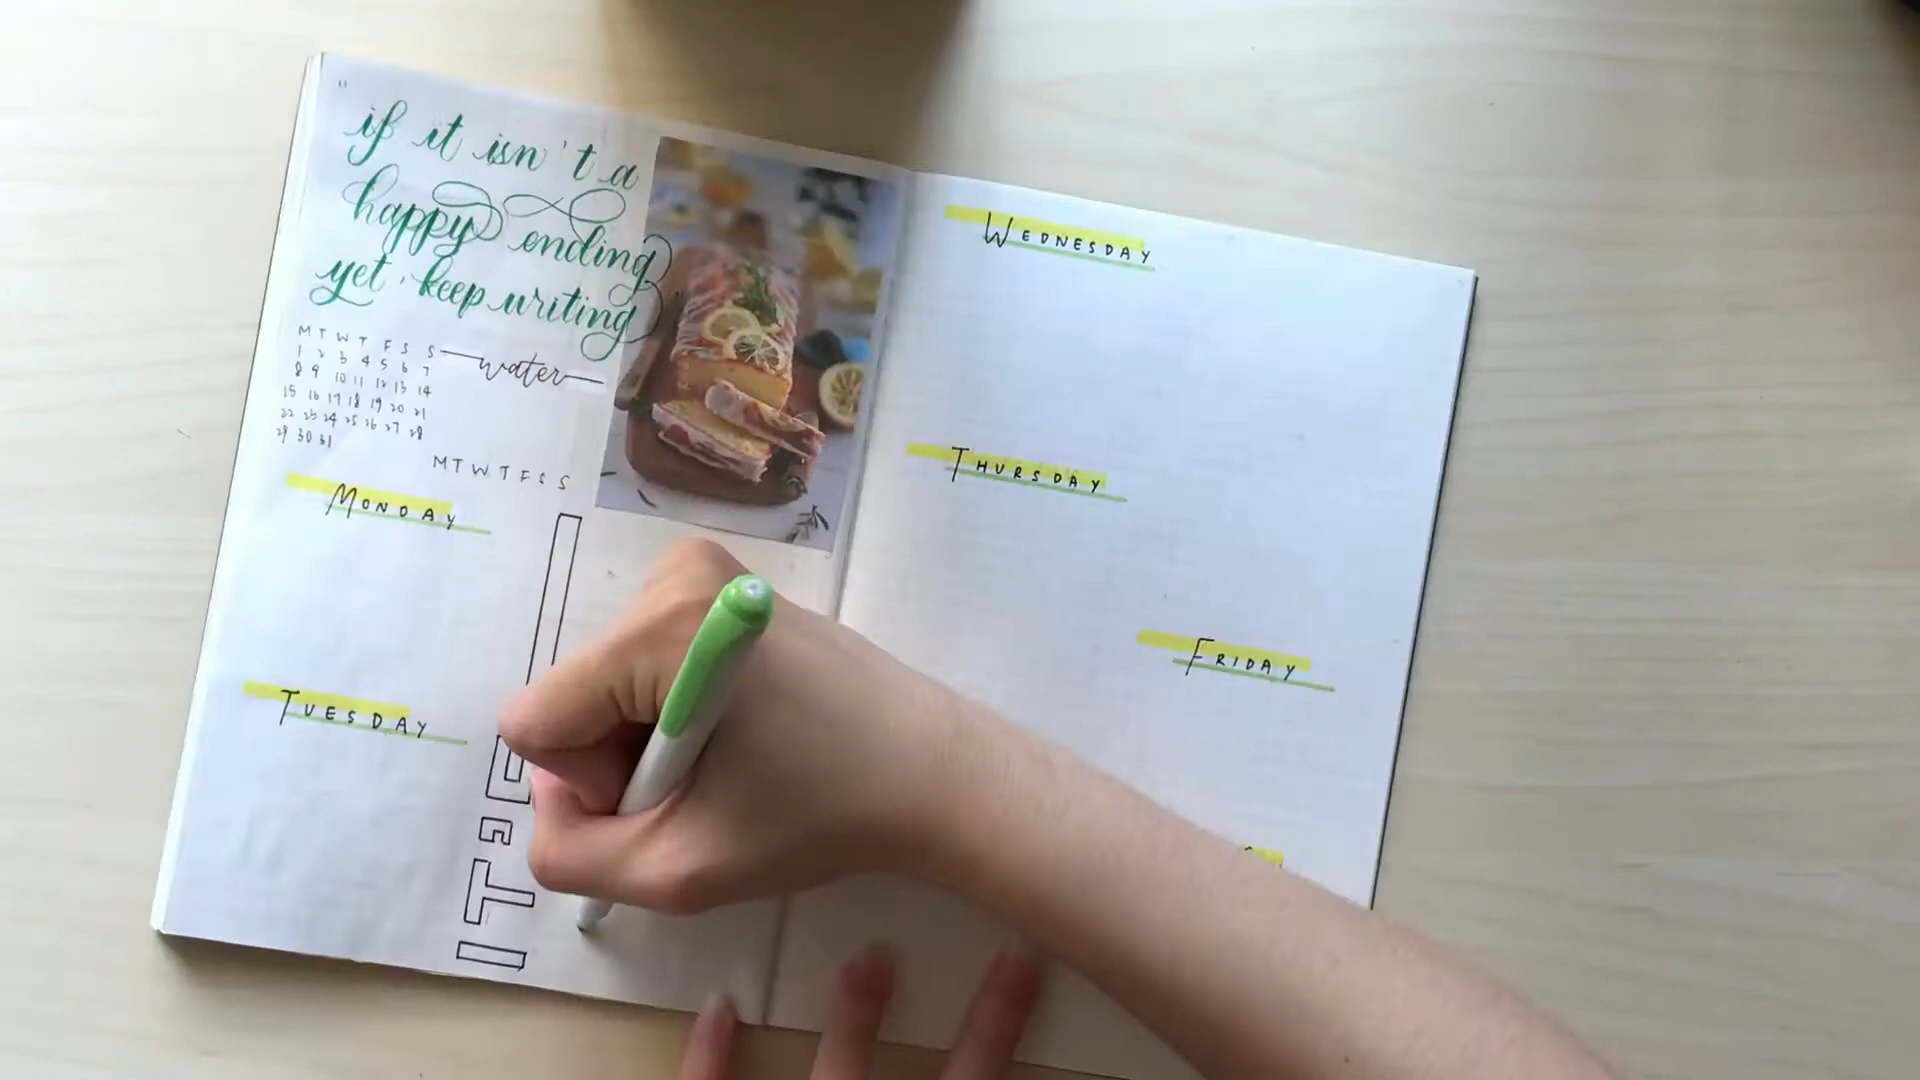 "if it isn't a
happy ending
yet, keep writing"
M T W T F S S
1 2 3 4 5 6 7
8 9 10 11 12 13 14
15 16 17 18 19 20 21
22 23 24 25 26 27 28
29 30 31
water
M T W T F S S
MONDAY
TUESDAY
IT'S
WEDNESDAY
THURSDAY
FRIDAY